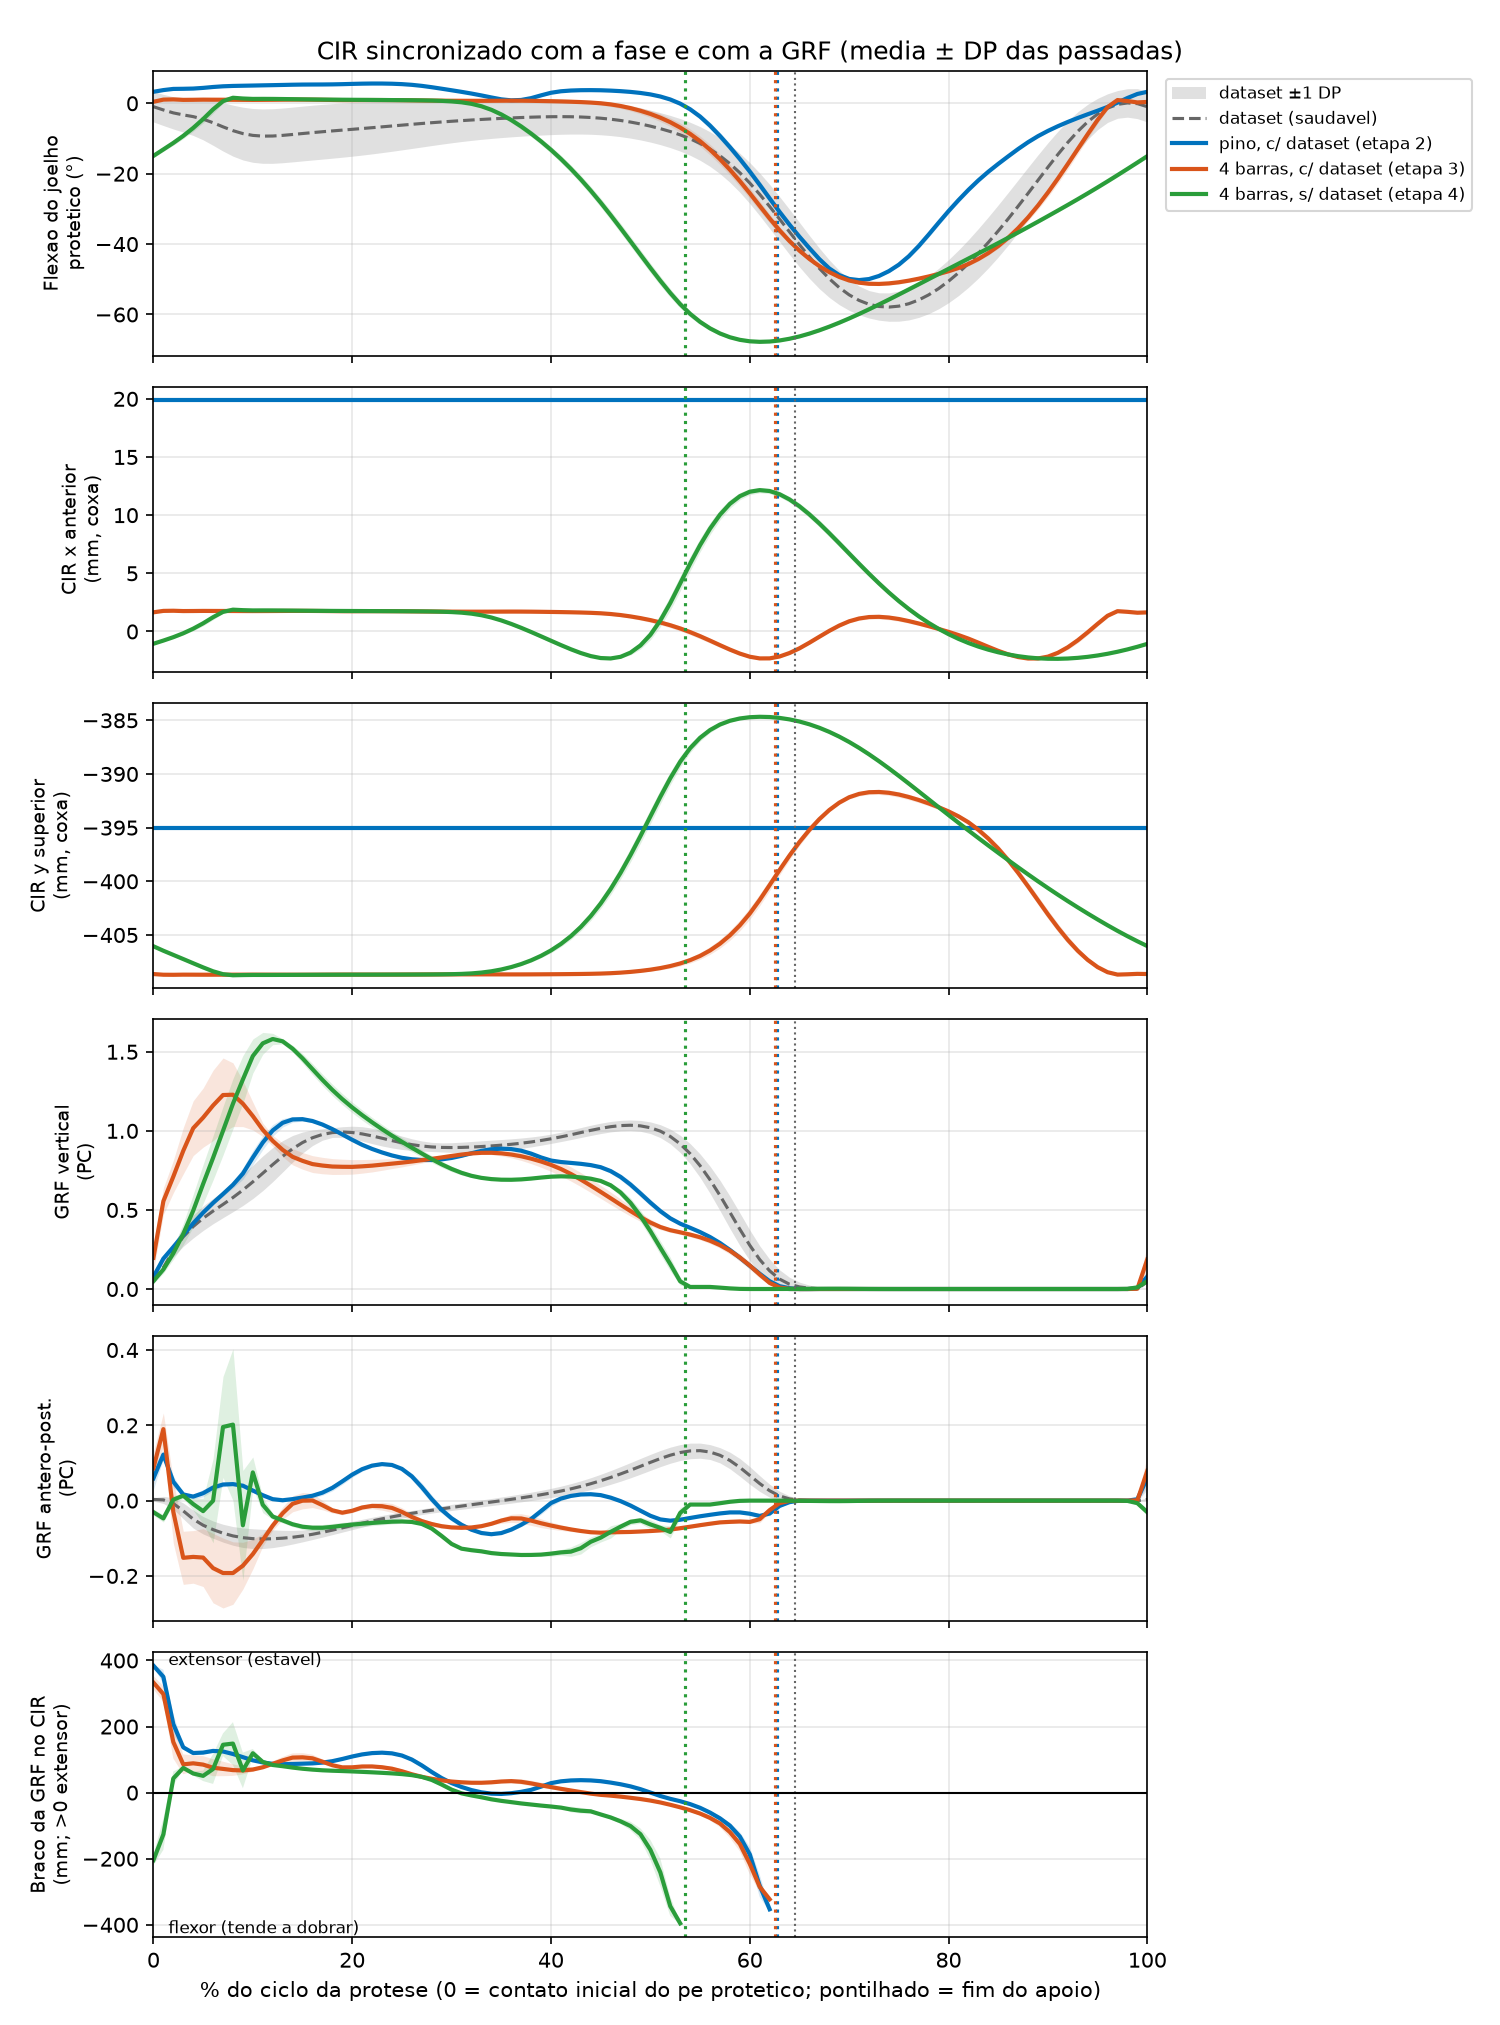 CIR sincronizado com a fase e com a GRF (media ± DP das passadas)
dataset ±1 DP
dataset (saudavel)
pino, c/ dataset (etapa 2)
4 barras, c/ dataset (etapa 3)
4 barras, s/ dataset (etapa 4)
Flexao do joelho
protetico (°)
0
−20
−40
−60
CIR x anterior
(mm, coxa)
20
15
10
5
0
CIR y superior
(mm, coxa)
−385
−390
−395
−400
−405
GRF vertical
(PC)
1.5
1.0
0.5
0.0
GRF antero-post.
(PC)
0.4
0.2
0.0
−0.2
Braco da GRF no CIR
(mm; >0 extensor)
400
200
0
−200
−400
extensor (estavel)
flexor (tende a dobrar)
0 20 40 60 80 100
% do ciclo da protese (0 = contato inicial do pe protetico; pontilhado = fim do apoio)